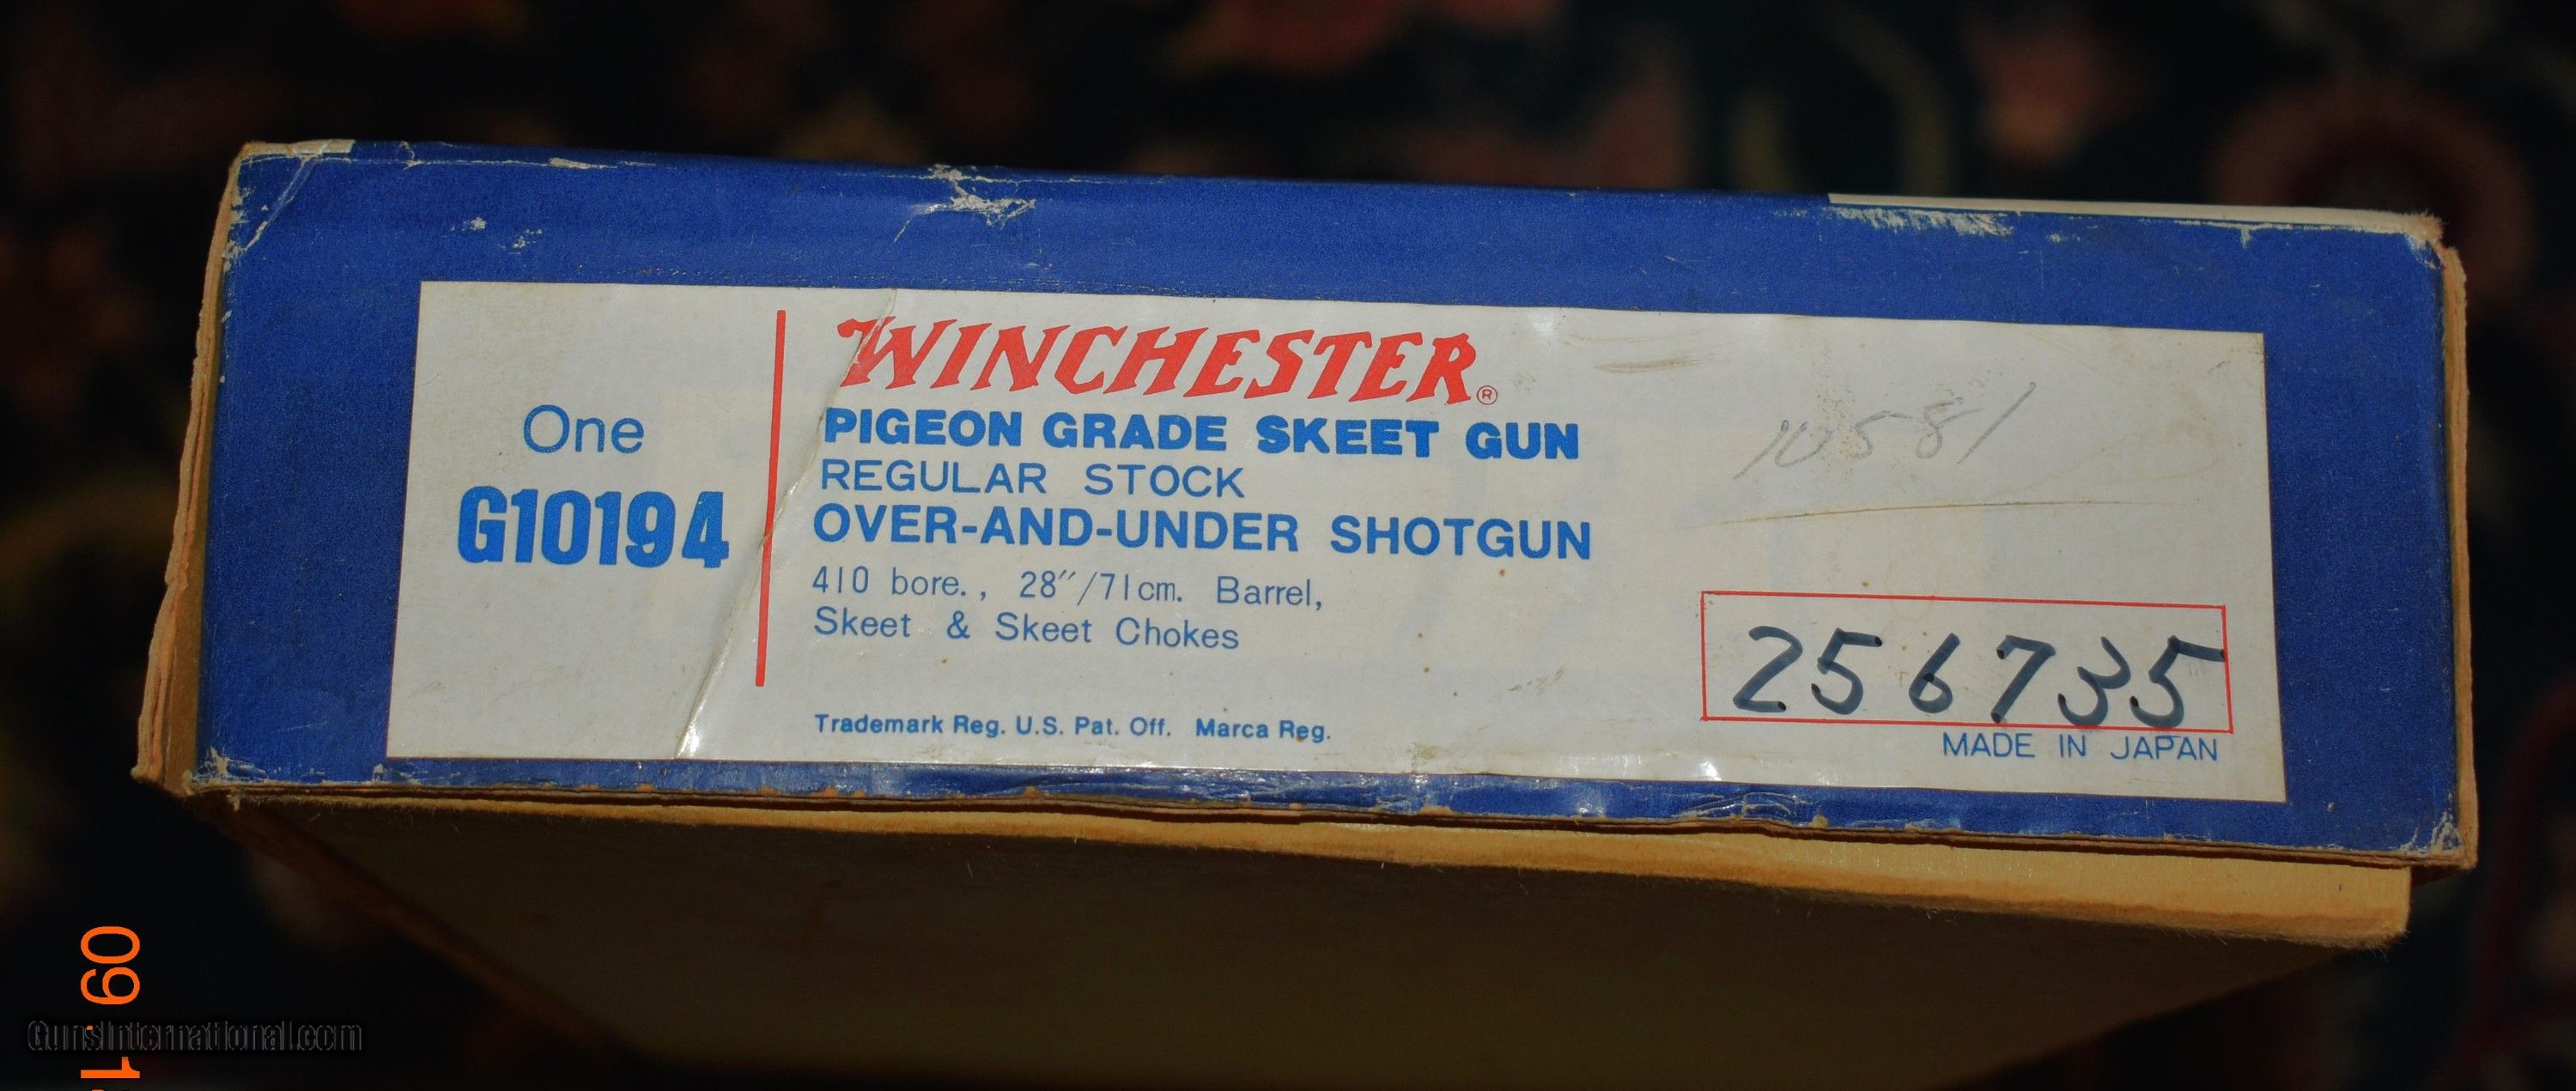 One
G10194
WINCHESTER®
PIGEON GRADE SKEET GUN
REGULAR STOCK
OVER-AND-UNDER SHOTGUN
410 bore., 28″/71cm. Barrel,
Skeet & Skeet Chokes
Trademark Reg. U.S. Pat. Off. Marca Reg.
10581
256735
MADE IN JAPAN
09
GunsInternational.com